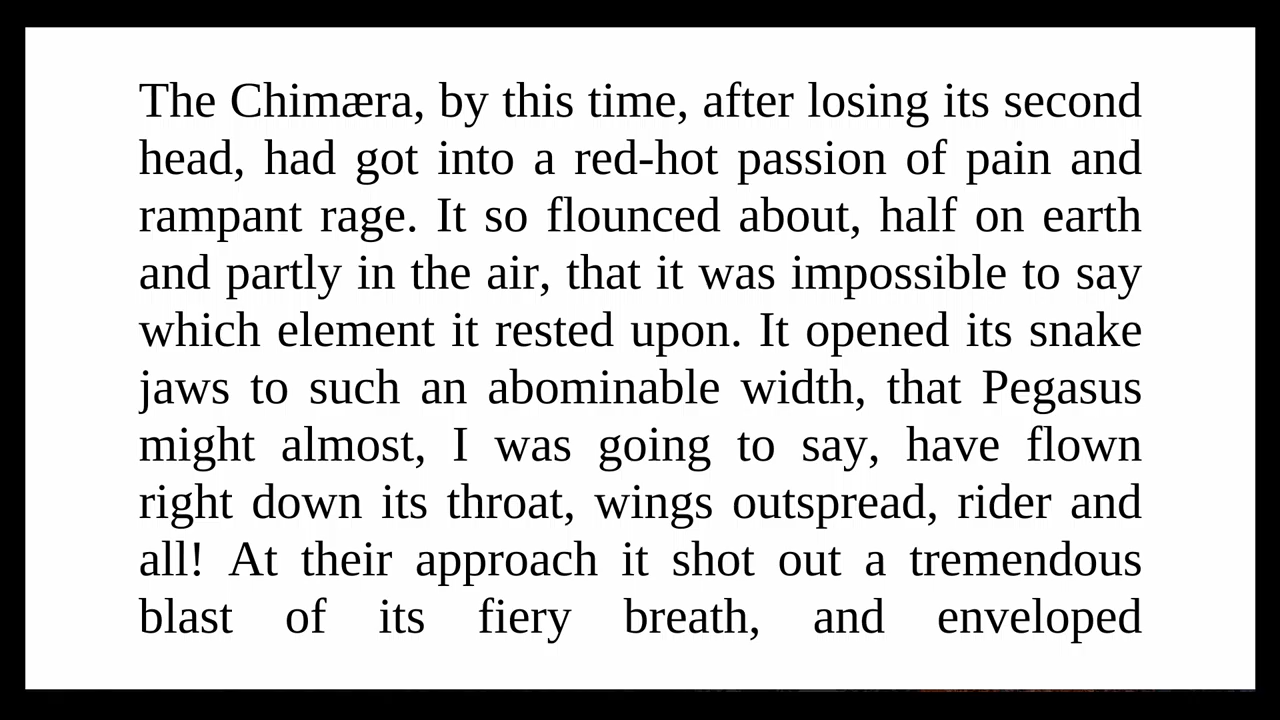 The Chimæra, by this time, after losing its second
head, had got into a red-hot passion of pain and
rampant rage. It so flounced about, half on earth
and partly in the air, that it was impossible to say
which element it rested upon. It opened its snake
jaws to such an abominable width, that Pegasus
might almost, I was going to say, have flown
right down its throat, wings outspread, rider and
all! At their approach it shot out a tremendous
blast of its fiery breath, and enveloped